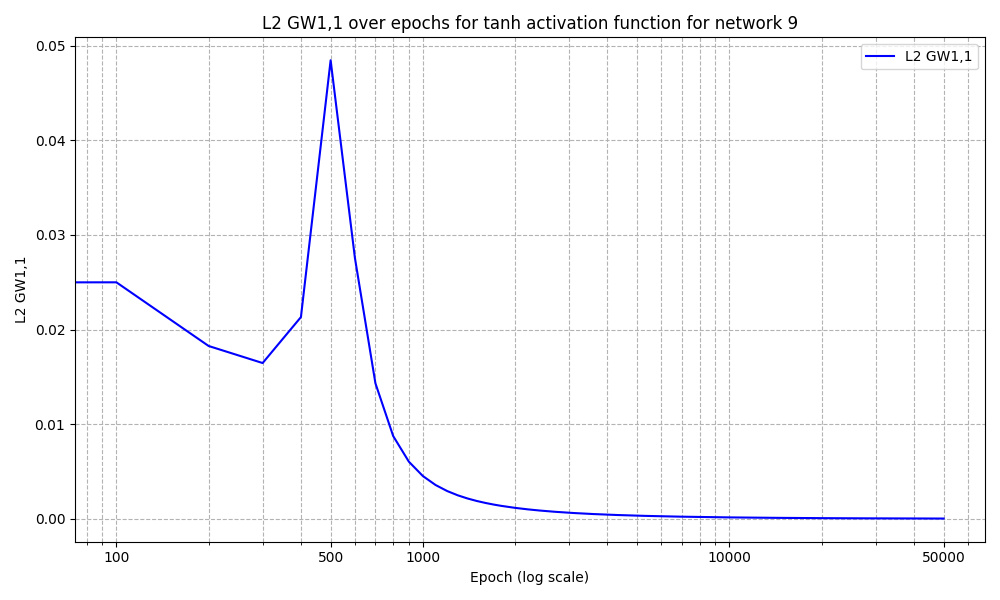 L2 GW1,1 over epochs for tanh activation function for network 9
L2 GW1,1
0.05
0.04
0.03
0.02
0.01
0.00
L2 GW1,1
100
500
1000
10000
50000
Epoch (log scale)